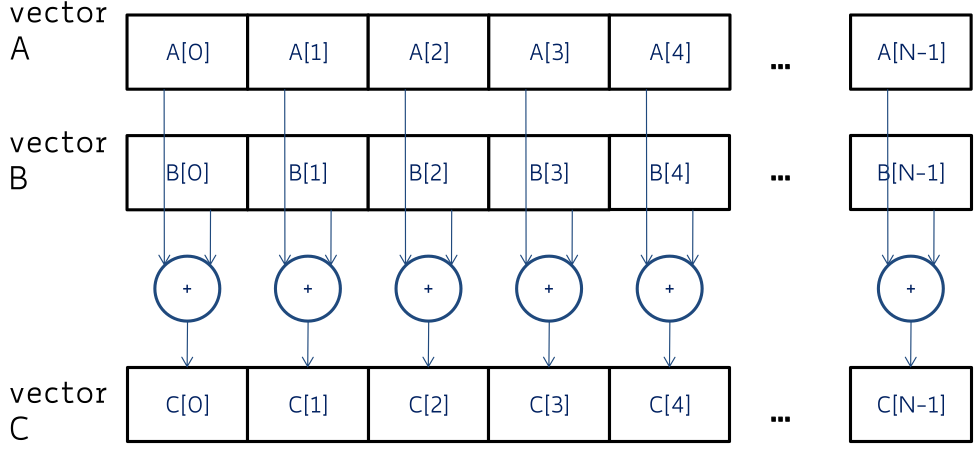 vector
A
A[0] A[1] A[2] A[3] A[4] ... A[N-1]
vector
B
B[0] B[1] B[2] B[3] B[4] ... B[N-1]
+ + + + + +
vector
C
C[0] C[1] C[2] C[3] C[4] ... C[N-1]